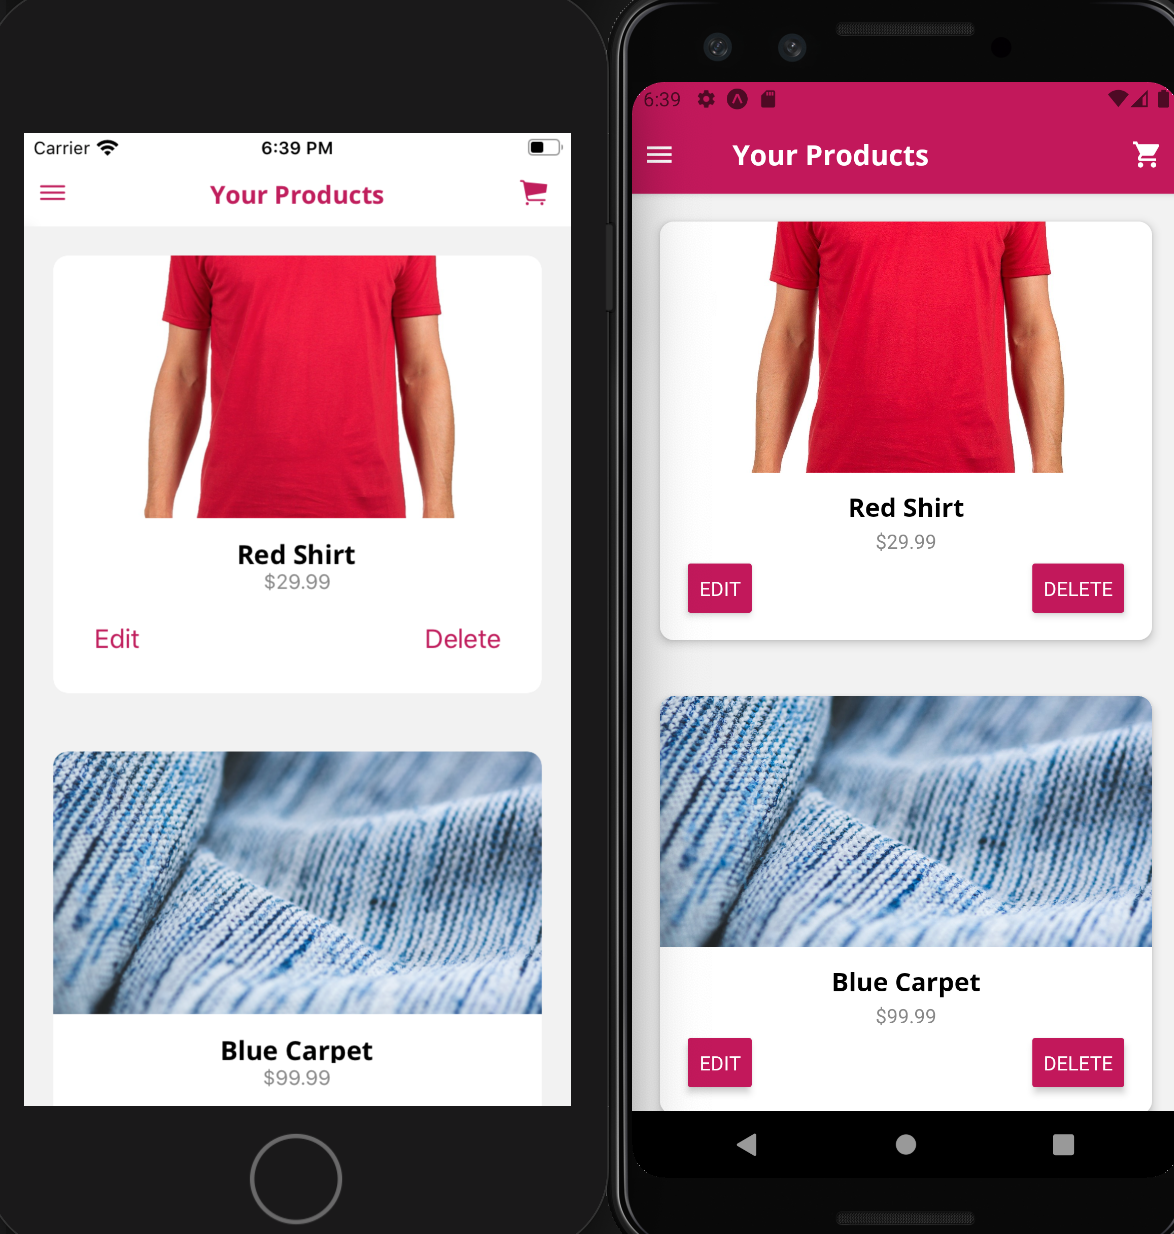 Carrier 6:39 PM
Your Products
Red Shirt
$29.99
Edit Delete
Blue Carpet
$99.99
6:39
Your Products
Red Shirt
$29.99
EDIT DELETE
Blue Carpet
$99.99
EDIT DELETE